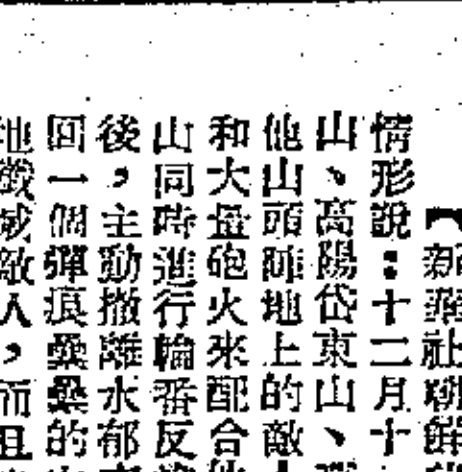 【新華社朝鮮
情形說：十二月十
山、高陽岱東山、
他山頭陣地上的敵
和大量砲火來配合
山同時進行輪番反
後，主動撤離水郁
回一個彈痕纍纍的
地殲滅敵人，而且